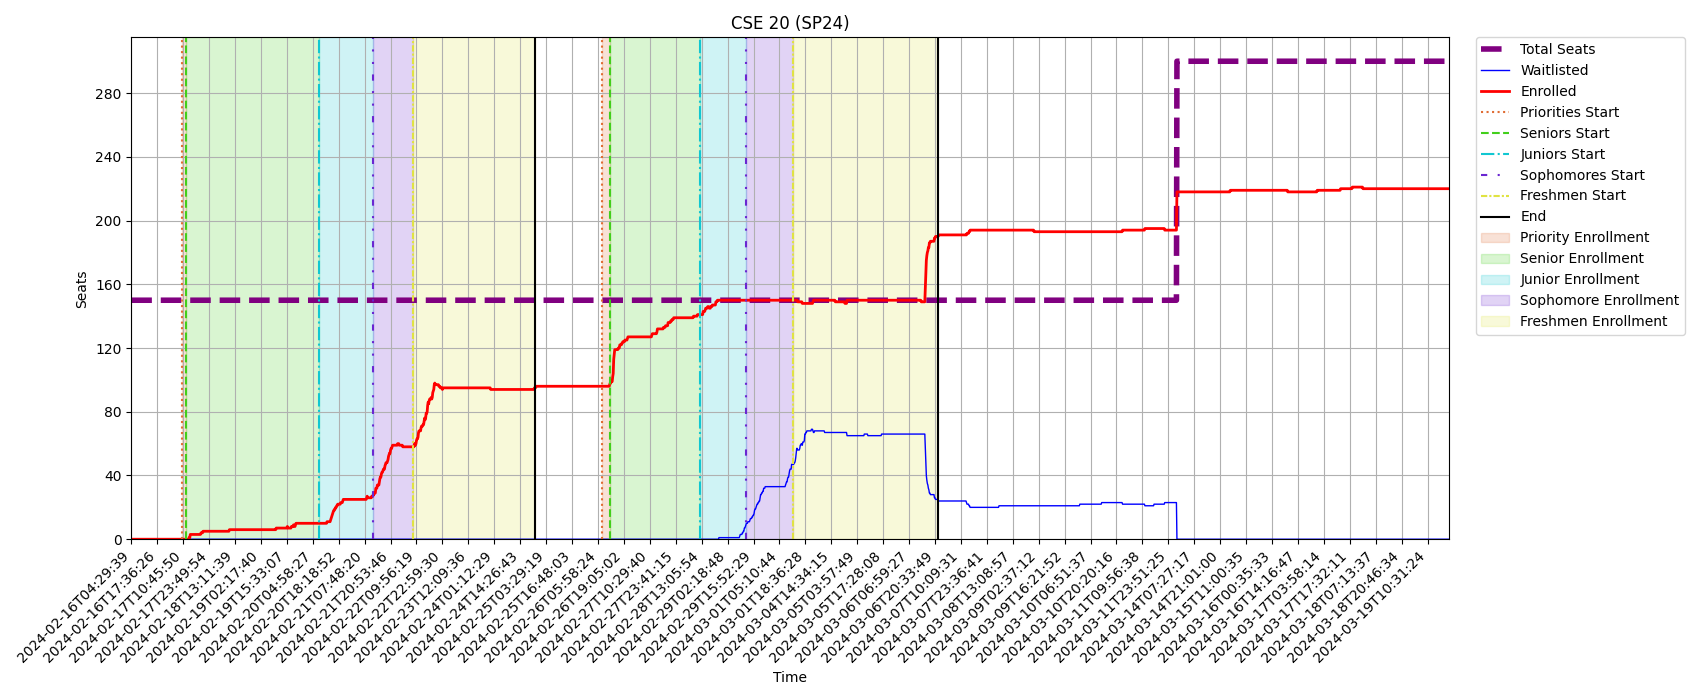 CSE 20 (SP24)
Seats
280
240
200
160
120
80
40
0
2024-02-16T04:29:39
2024-02-16T17:36:26
2024-02-17T10:45:50
2024-02-17T23:49:54
2024-02-18T13:11:39
2024-02-19T02:17:40
2024-02-19T15:33:07
2024-02-20T04:58:27
2024-02-20T18:18:52
2024-02-21T07:48:20
2024-02-21T20:53:46
2024-02-22T09:56:19
2024-02-22T22:59:30
2024-02-23T12:09:36
2024-02-24T01:12:29
2024-02-24T14:26:43
2024-02-25T03:29:19
2024-02-25T16:48:03
2024-02-26T05:58:24
2024-02-26T19:05:02
2024-02-27T10:29:40
2024-02-27T23:41:15
2024-02-28T13:05:54
2024-02-29T02:18:48
2024-02-29T15:52:29
2024-03-01T05:10:44
2024-03-01T18:36:28
2024-03-04T14:34:15
2024-03-05T03:57:49
2024-03-05T17:28:08
2024-03-06T06:59:27
2024-03-06T20:33:49
2024-03-07T10:09:31
2024-03-07T23:36:41
2024-03-08T13:08:57
2024-03-09T02:37:12
2024-03-09T16:21:52
2024-03-10T06:51:37
2024-03-10T20:20:16
2024-03-11T09:56:38
2024-03-11T23:51:25
2024-03-14T07:27:17
2024-03-14T21:01:00
2024-03-15T11:00:35
2024-03-16T00:35:33
2024-03-16T14:16:47
2024-03-17T03:58:14
2024-03-17T17:32:11
2024-03-18T07:13:37
2024-03-18T20:46:34
2024-03-19T10:31:24
Time
Total Seats
Waitlisted
Enrolled
Priorities Start
Seniors Start
Juniors Start
Sophomores Start
Freshmen Start
End
Priority Enrollment
Senior Enrollment
Junior Enrollment
Sophomore Enrollment
Freshmen Enrollment